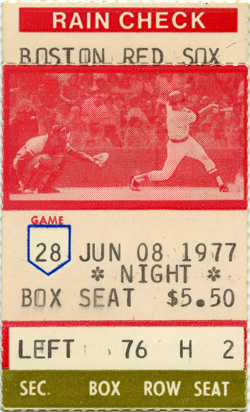 RAIN CHECK
BOSTON RED SOX
GAME
28 JUN 08 1977
* NIGHT *
BOX SEAT $5.50
LEFT 76 H 2
SEC. BOX ROW SEAT